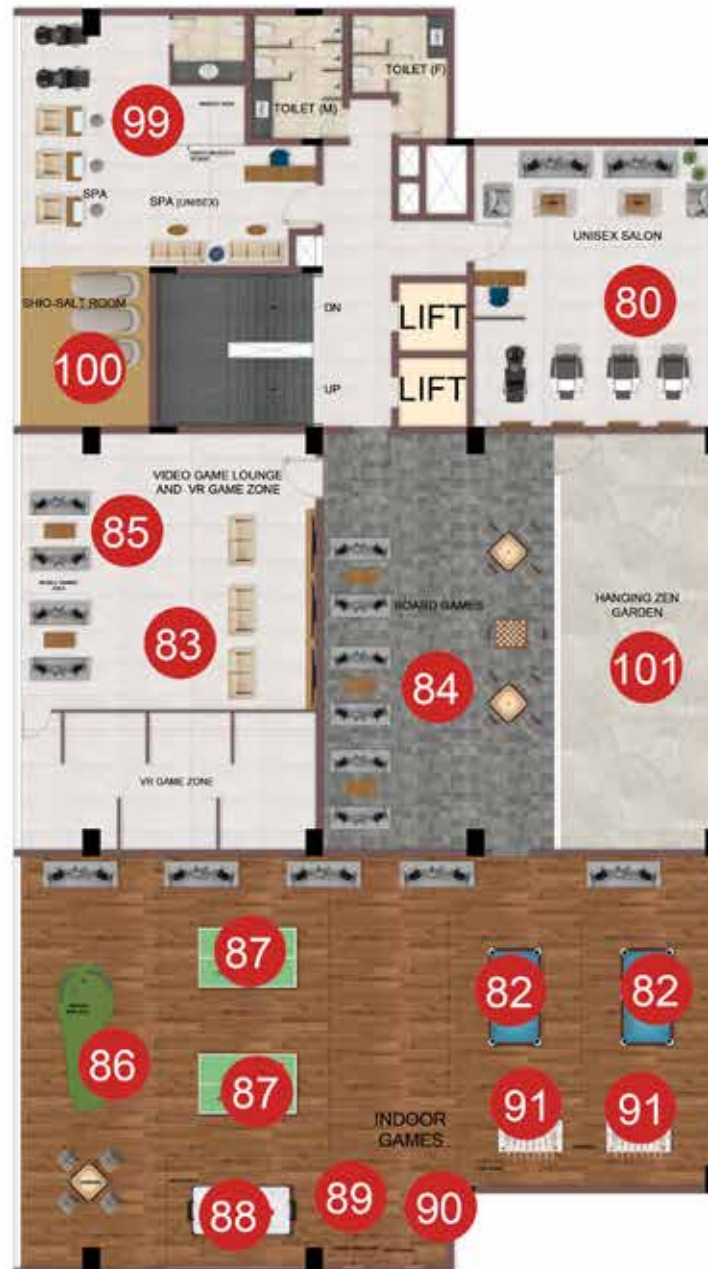 TOILET (F)
TOILET (M)
99
SPA
SPA (UNISEX)
UNISEX SALON
80
SHIO-SALT ROOM
100
DN
UP
LIFT
LIFT
VIDEO GAME LOUNGE
AND VR GAME ZONE
85
83
BOARD GAMES
84
HANGING ZEN
GARDEN
101
VR GAME ZONE
87
82
82
86
87
91
91
INDOOR
GAMES
88
89
90